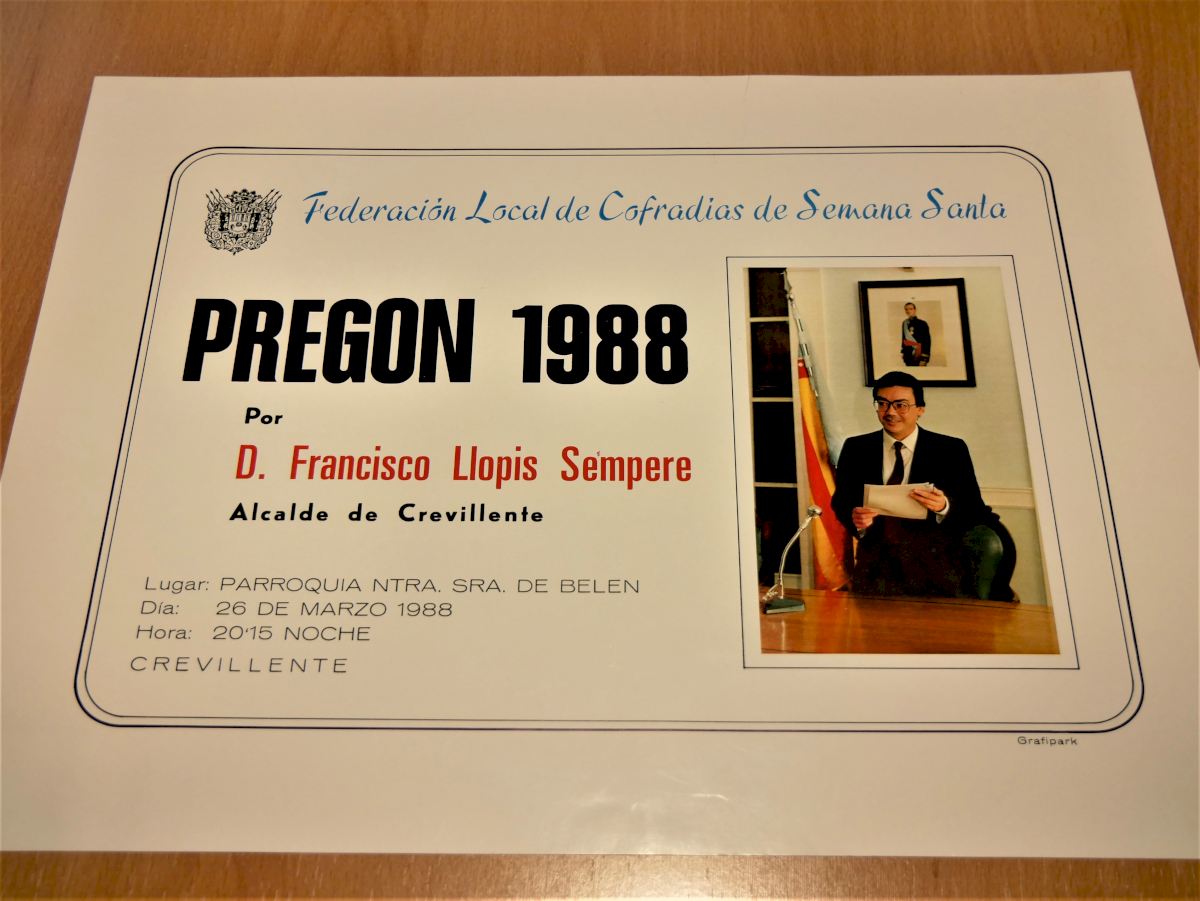 Federación Local de Cofradias de Semana Santa
PREGON 1988
Por
D. Francisco Llopis Sempere
Alcalde de Crevillente
Lugar: PARROQUIA NTRA. SRA. DE BELEN
Día: 26 DE MARZO 1988
Hora: 20'15 NOCHE
CREVILLENTE
Grafipark